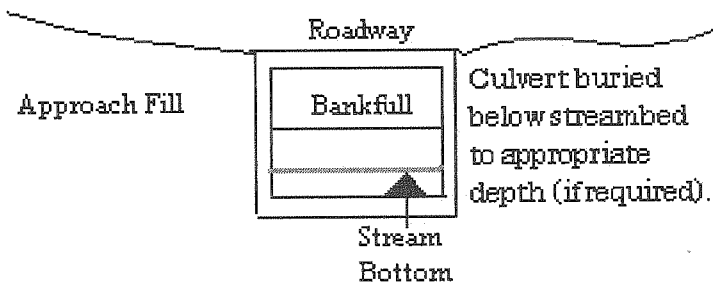 Roadway
Approach Fill
Bankfull
Culvert buried
below streambed
to appropriate
depth (if required).
Stream
Bottom